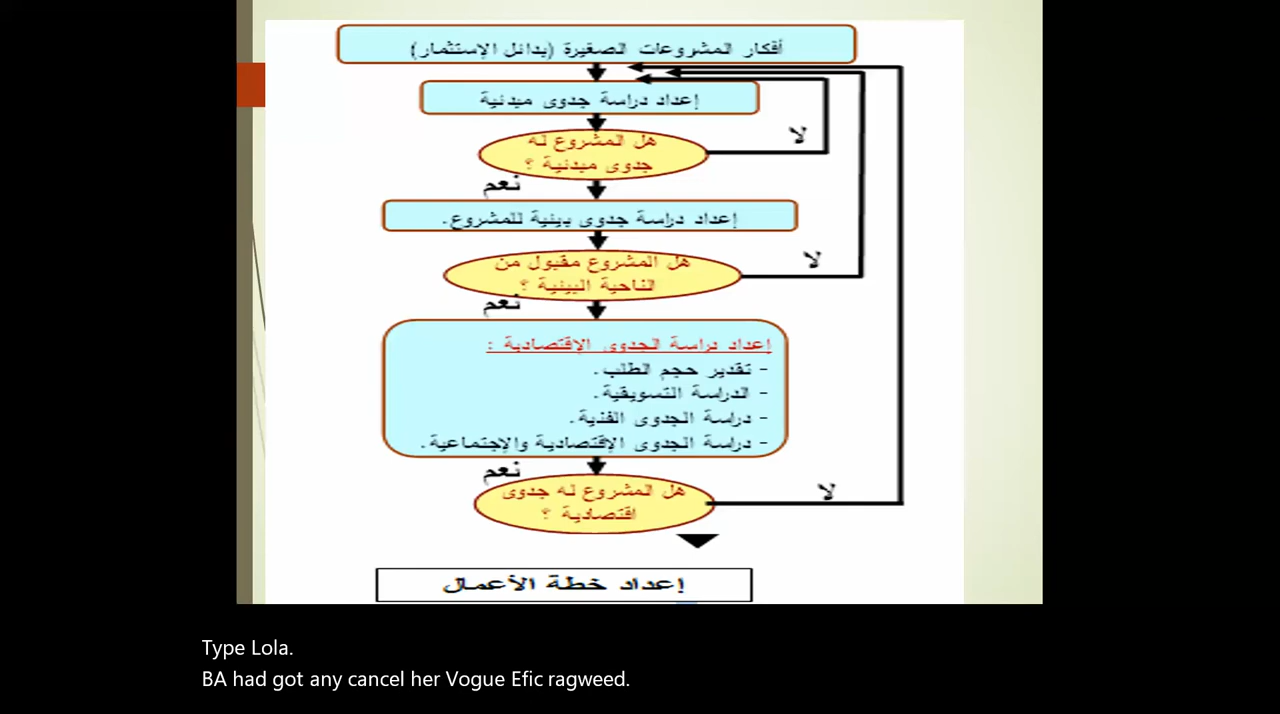 أفكار المشروعات الصغيرة (بدائل الإستثمار)
إعداد دراسة جدوى مبدئية
هل المشروع له
جدوى مبدئية ؟
لا
نعم
إعداد دراسة جدوى بيئية للمشروع.
هل المشروع مقبول من
الناحية البيئية ؟
لا
نعم
إعداد دراسة الجدوى الإقتصادية :
- تقدير حجم الطلب.
- الدراسة التسويقية.
- دراسة الجدوى الفنية.
- دراسة الجدوى الإقتصادية والإجتماعية.
نعم
هل المشروع له جدوى
اقتصادية ؟
لا
إعداد خطة الأعمال
Type Lola.
BA had got any cancel her Vogue Efic ragweed.